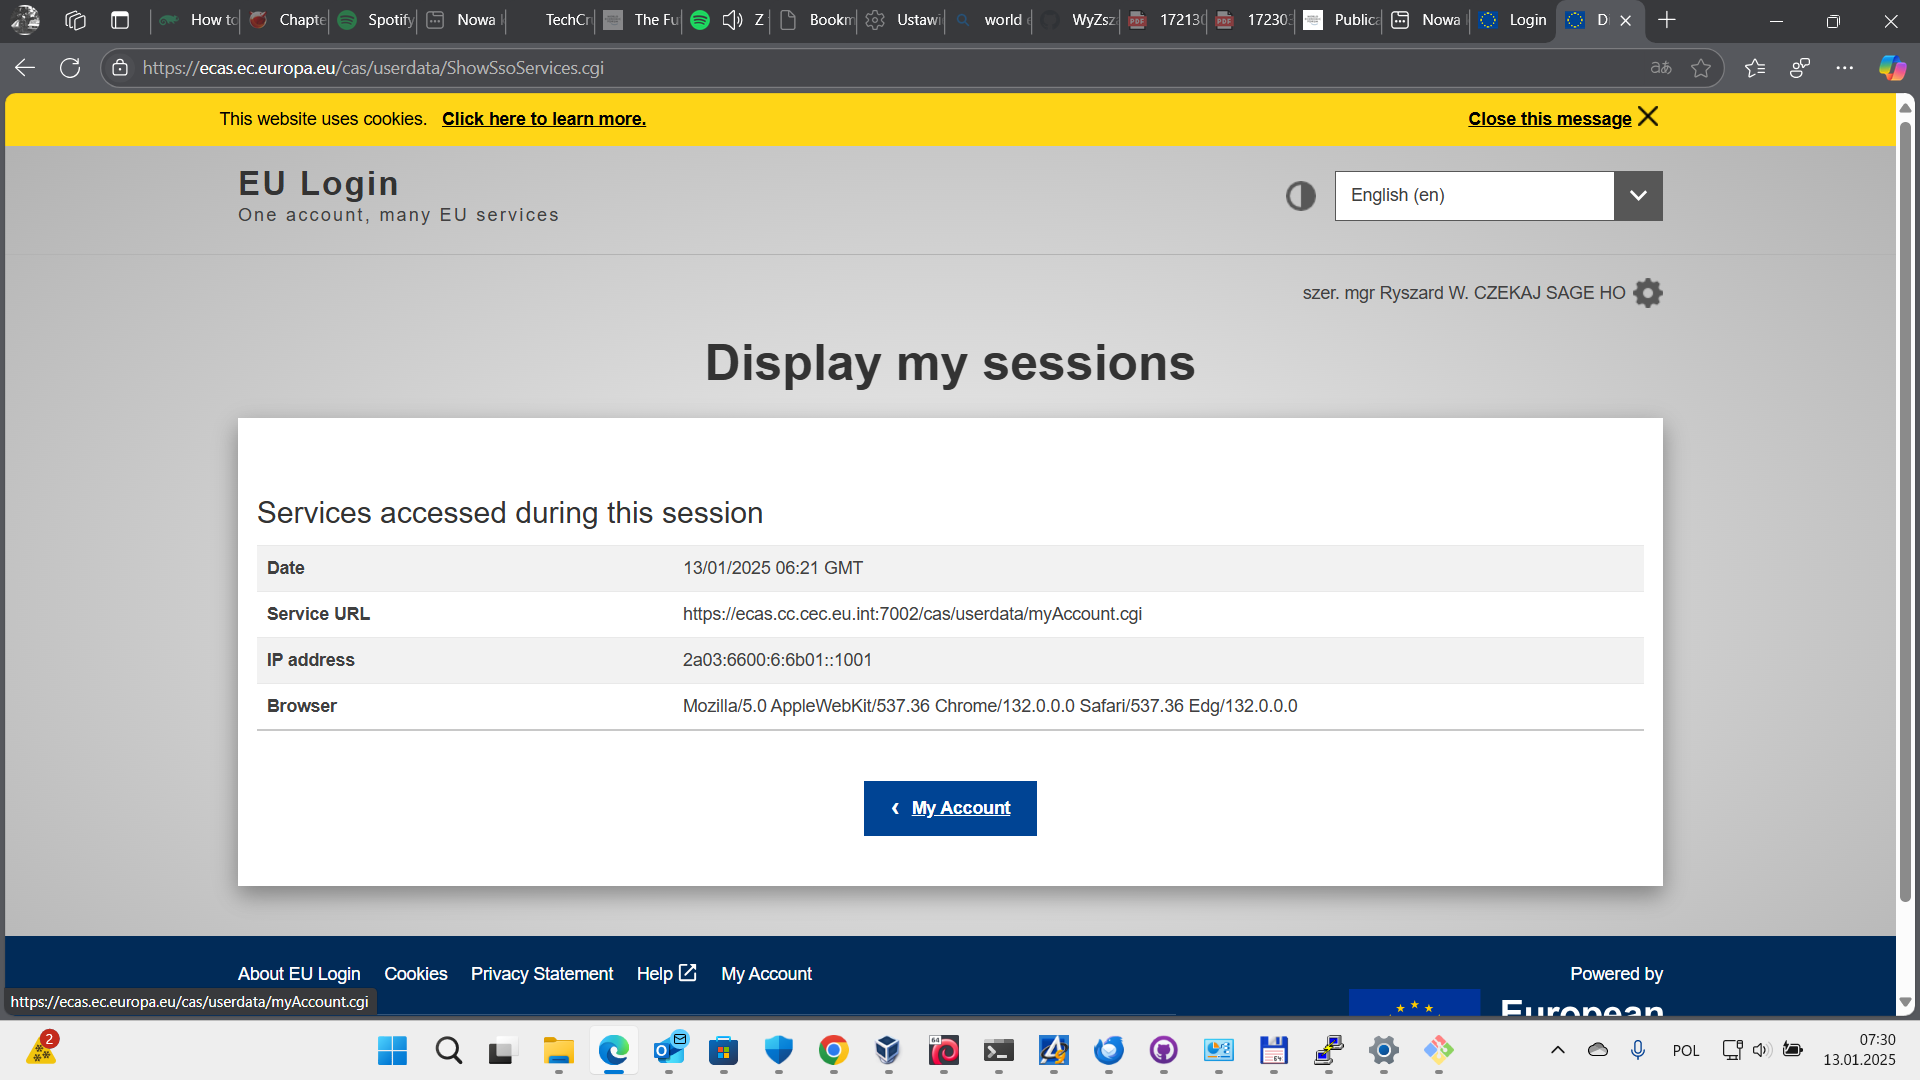 How to
Chapte
Spotify
Nowa k
TechCru
The Fu
Z
Bookm
Ustawi
world e
WyZsz
172130
172303
Publica
Nowa k
Login
D
https://ecas.ec.europa.eu/cas/userdata/ShowSsoServices.cgi
This website uses cookies. Click here to learn more.
Close this message
EU Login
One account, many EU services
English (en)
szer. mgr Ryszard W. CZEKAJ SAGE HO
Display my sessions
Services accessed during this session
Date 13/01/2025 06:21 GMT
Service URL https://ecas.cc.cec.eu.int:7002/cas/userdata/myAccount.cgi
IP address 2a03:6600:6:6b01::1001
Browser Mozilla/5.0 AppleWebKit/537.36 Chrome/132.0.0.0 Safari/537.36 Edg/132.0.0.0
‹ My Account
About EU Login Cookies Privacy Statement Help My Account
Powered by
https://ecas.ec.europa.eu/cas/userdata/myAccount.cgi
European
2
64
POL
07:30
13.01.2025